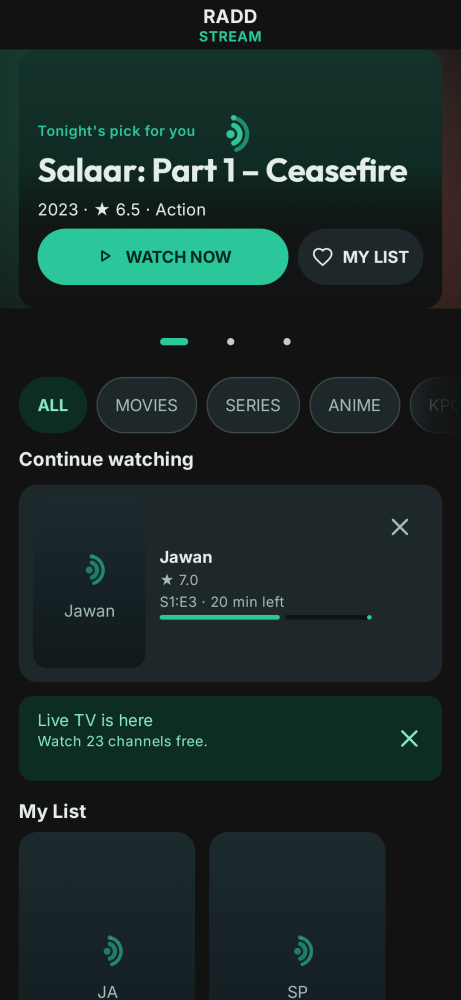 RADD
STREAM
Tonight's pick for you
Salaar: Part 1 – Ceasefire
2023 · ★ 6.5 · Action
WATCH NOW
MY LIST
ALL
MOVIES
SERIES
ANIME
Continue watching
Jawan
Jawan
★ 7.0
S1:E3 · 20 min left
Live TV is here
Watch 23 channels free.
My List
JA
SP